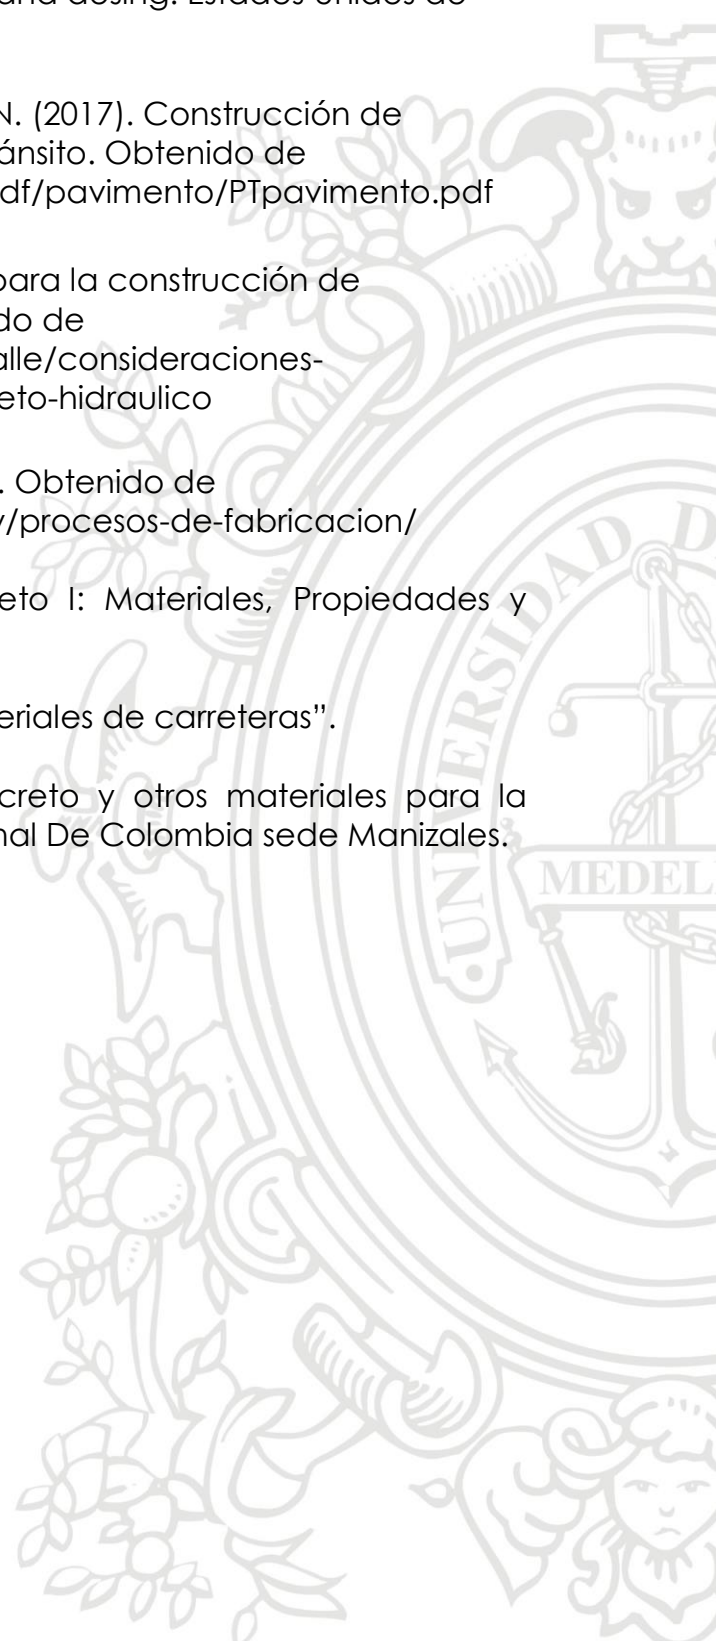 and desing. Estados Unidos de
N. (2017). Construcción de
ánsito. Obtenido de
df/pavimento/PTpavimento.pdf
para la construcción de
do de
alle/consideraciones-
eto-hidraulico
. Obtenido de
y/procesos-de-fabricacion/
eto I: Materiales, Propiedades y
eriales de carreteras”.
creto y otros materiales para la
nal De Colombia sede Manizales.
UNIVERSIDAD D
MEDEL